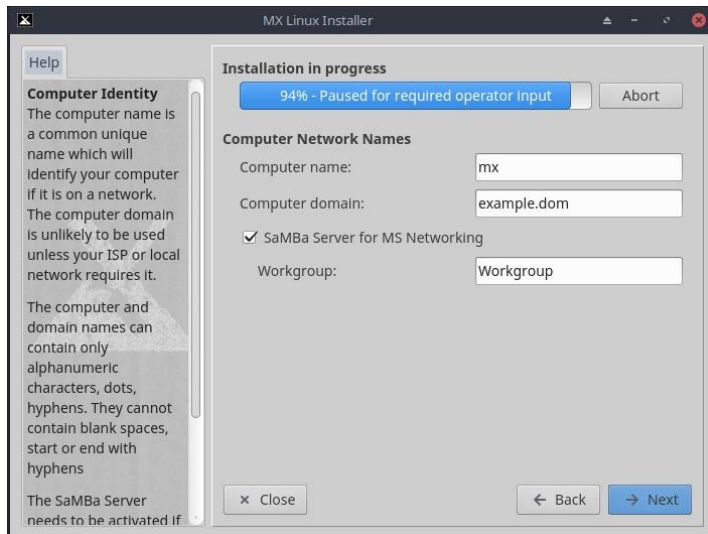 MX Linux Installer
Help
Computer Identity
The computer name is
a common unique
name which will
identify your computer
if it is on a network.
The computer domain
is unlikely to be used
unless your ISP or local
network requires it.
The computer and
domain names can
contain only
alphanumeric
characters, dots,
hyphens. They cannot
contain blank spaces,
start or end with
hyphens
The SaMBa Server
needs to be activated if
Installation in progress
94% - Paused for required operator input
Abort
Computer Network Names
Computer name: mx
Computer domain: example.dom
SaMBa Server for MS Networking
Workgroup: Workgroup
Close
Back
Next